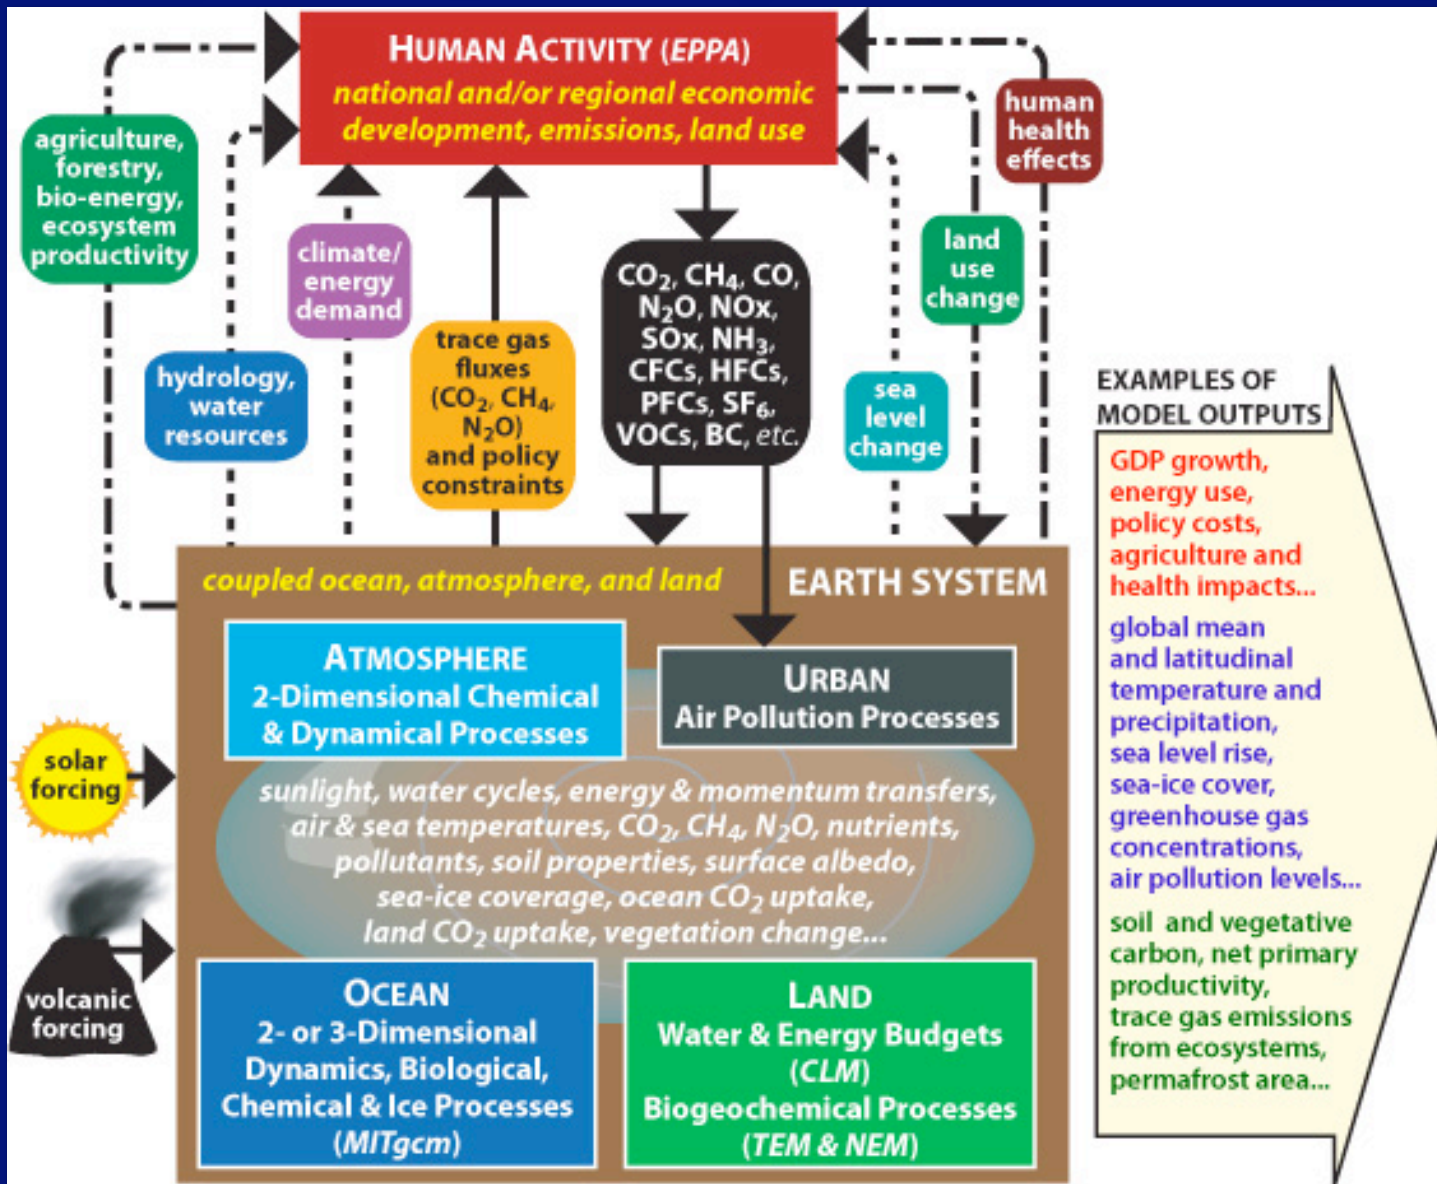 HUMAN ACTIVITY (EPPA)
national and/or regional economic
development, emissions, land use
agriculture,
forestry,
bio-energy,
ecosystem
productivity
hydrology,
water
resources
climate/
energy
demand
trace gas
fluxes
(CO₂, CH₄,
N₂O)
and policy
constraints
CO₂, CH₄, CO,
N₂O, NOx,
SOx, NH₃,
CFCs, HFCs,
PFCs, SF₆,
VOCs, BC, etc.
sea
level
change
land
use
change
human
health
effects
coupled ocean, atmosphere, and land
EARTH SYSTEM
ATMOSPHERE
2-Dimensional Chemical
& Dynamical Processes
URBAN
Air Pollution Processes
solar
forcing
volcanic
forcing
sunlight, water cycles, energy & momentum transfers,
air & sea temperatures, CO₂, CH₄, N₂O, nutrients,
pollutants, soil properties, surface albedo,
sea-ice coverage, ocean CO₂ uptake,
land CO₂ uptake, vegetation change...
OCEAN
2- or 3-Dimensional
Dynamics, Biological,
Chemical & Ice Processes
(MITgcm)
LAND
Water & Energy Budgets
(CLM)
Biogeochemical Processes
(TEM & NEM)
EXAMPLES OF
MODEL OUTPUTS
GDP growth,
energy use,
policy costs,
agriculture and
health impacts...
global mean
and latitudinal
temperature and
precipitation,
sea level rise,
sea-ice cover,
greenhouse gas
concentrations,
air pollution levels...
soil and vegetative
carbon, net primary
productivity,
trace gas emissions
from ecosystems,
permafrost area...